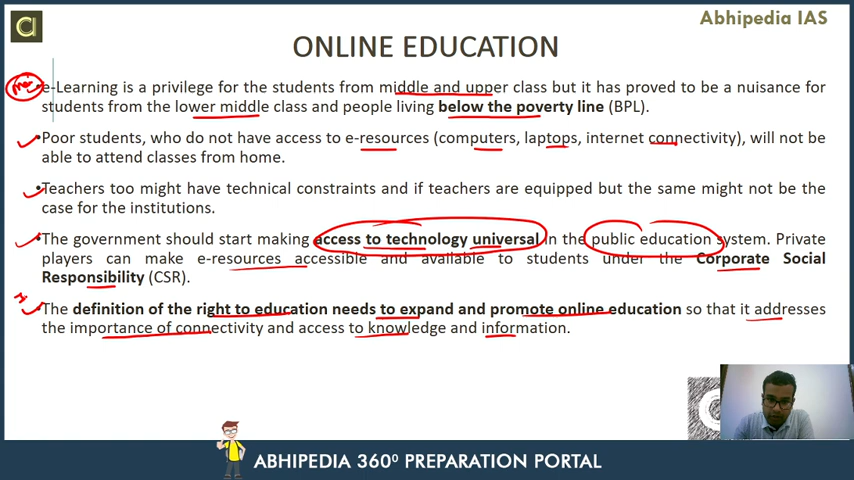 Abhipedia IAS
ONLINE EDUCATION
•e-Learning is a privilege for the students from middle and upper class but it has proved to be a nuisance for
students from the lower middle class and people living below the poverty line (BPL).
•Poor students, who do not have access to e-resources (computers, laptops, internet connectivity), will not be
able to attend classes from home.
•Teachers too might have technical constraints and if teachers are equipped but the same might not be the
case for the institutions.
•The government should start making access to technology universal in the public education system. Private
players can make e-resources accessible and available to students under the Corporate Social
Responsibility (CSR).
•The definition of the right to education needs to expand and promote online education so that it addresses
the importance of connectivity and access to knowledge and information.
ABHIPEDIA 360⁰ PREPARATION PORTAL